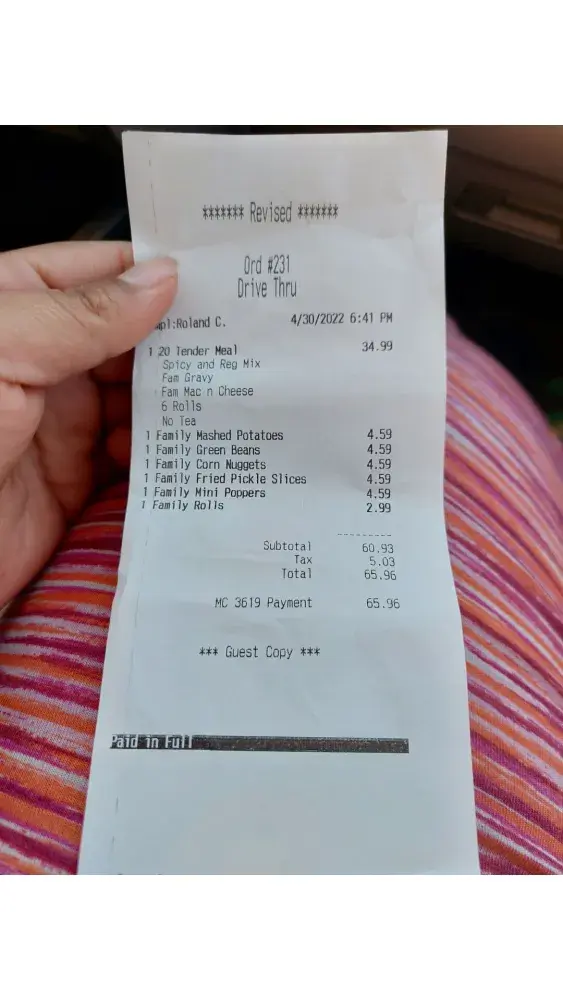 ******* Revised *******
Ord #231
Drive Thru
mpl:Roland C. 4/30/2022 6:41 PM
1 20 Tender Meal 34.99
Spicy and Reg Mix
Fam Gravy
Fam Mac n Cheese
6 Rolls
No Tea
1 Family Mashed Potatoes 4.59
1 Family Green Beans 4.59
1 Family Corn Nuggets 4.59
1 Family Fried Pickle Slices 4.59
1 Family Mini Poppers 4.59
1 Family Rolls 2.99
----------
Subtotal 60.93
Tax 5.03
Total 65.96
MC 3619 Payment 65.96
*** Guest Copy ***
Paid in Full